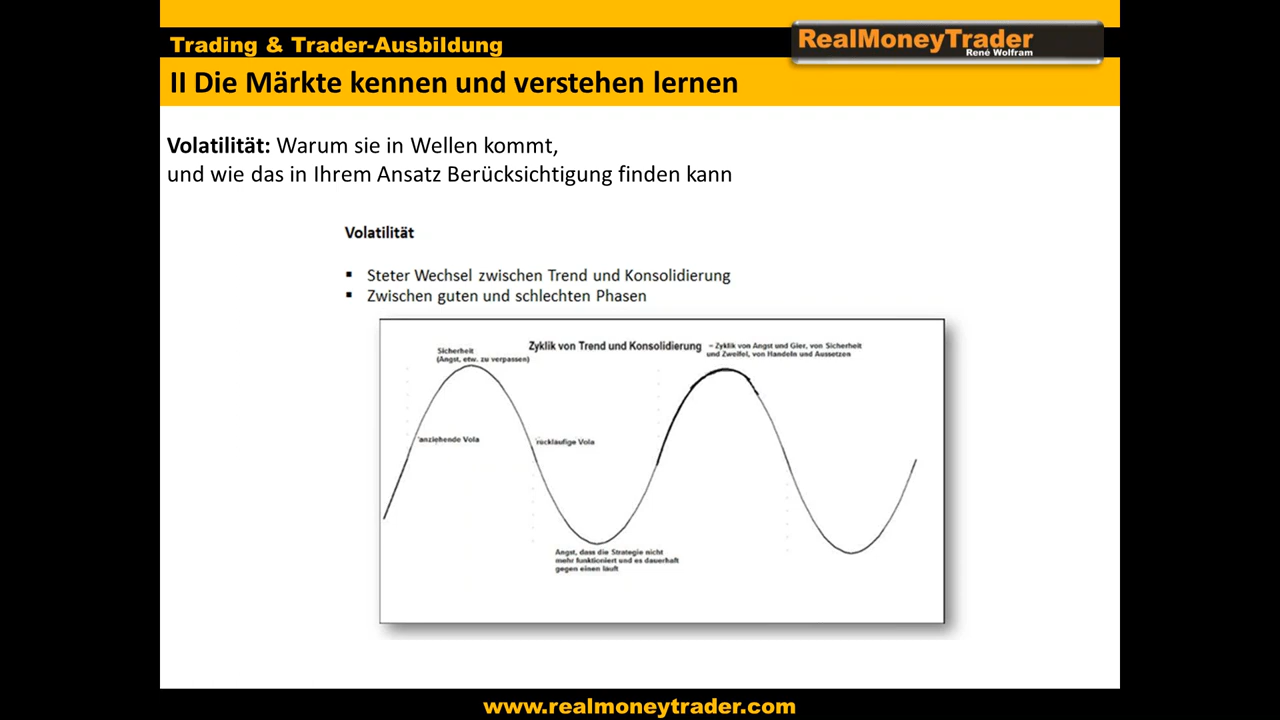 Trading & Trader-Ausbildung
RealMoneyTrader
René Wolfram
II Die Märkte kennen und verstehen lernen
Volatilität: Warum sie in Wellen kommt,
und wie das in Ihrem Ansatz Berücksichtigung finden kann
Volatilität
▪ Steter Wechsel zwischen Trend und Konsolidierung
▪ Zwischen guten und schlechten Phasen
Zyklik von Trend und Konsolidierung – Zyklik von Angst und Gier, von Sicherheit
und Zweifel, von Handeln und Aussetzen
Sicherheit
(Angst, etw. zu verpassen)
anziehende Vola
rückläufige Vola
Angst, dass die Strategie nicht
mehr funktioniert und es dauerhaft
gegen einen läuft
www.realmoneytrader.com